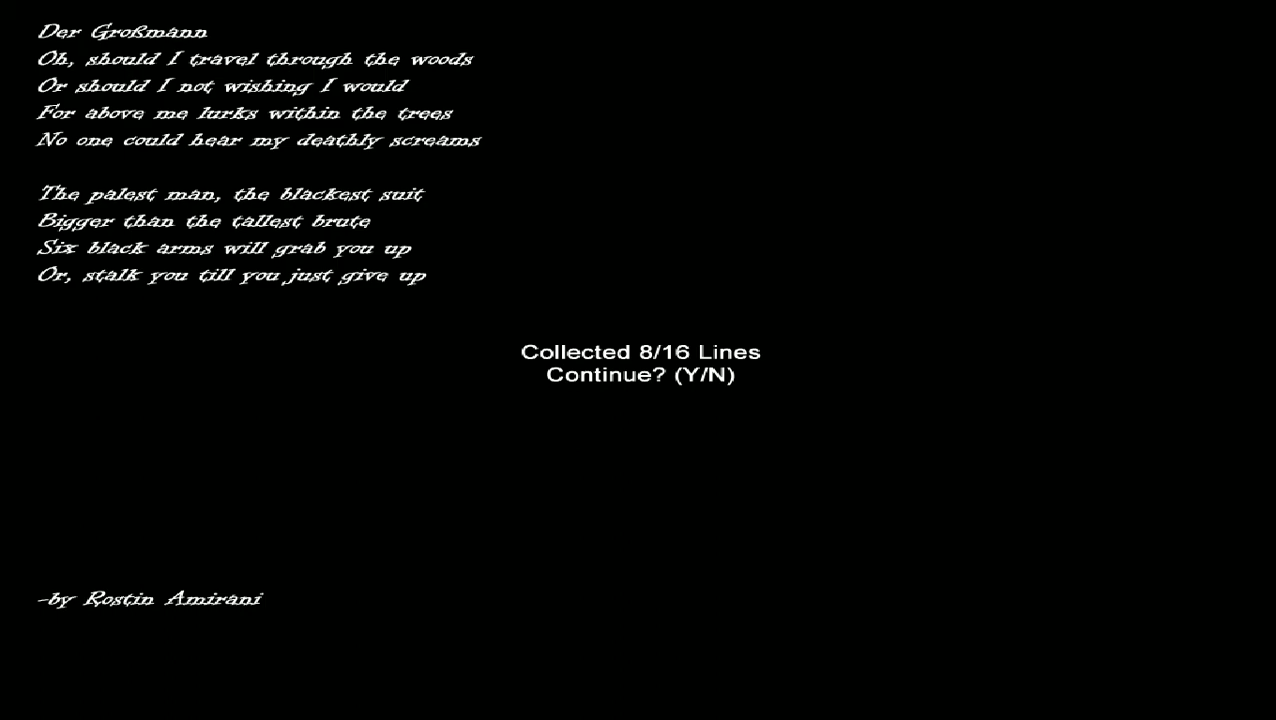 Der Großmann
Oh, should I travel through the woods
Or should I not wishing I would
For above me lurks within the trees
No one could hear my deathly screams
The palest man, the blackest suit
Bigger than the tallest brute
Six black arms will grab you up
Or, stalk you till you just give up
Collected 8/16 Lines
Continue? (Y/N)
-by Rostin Amirani